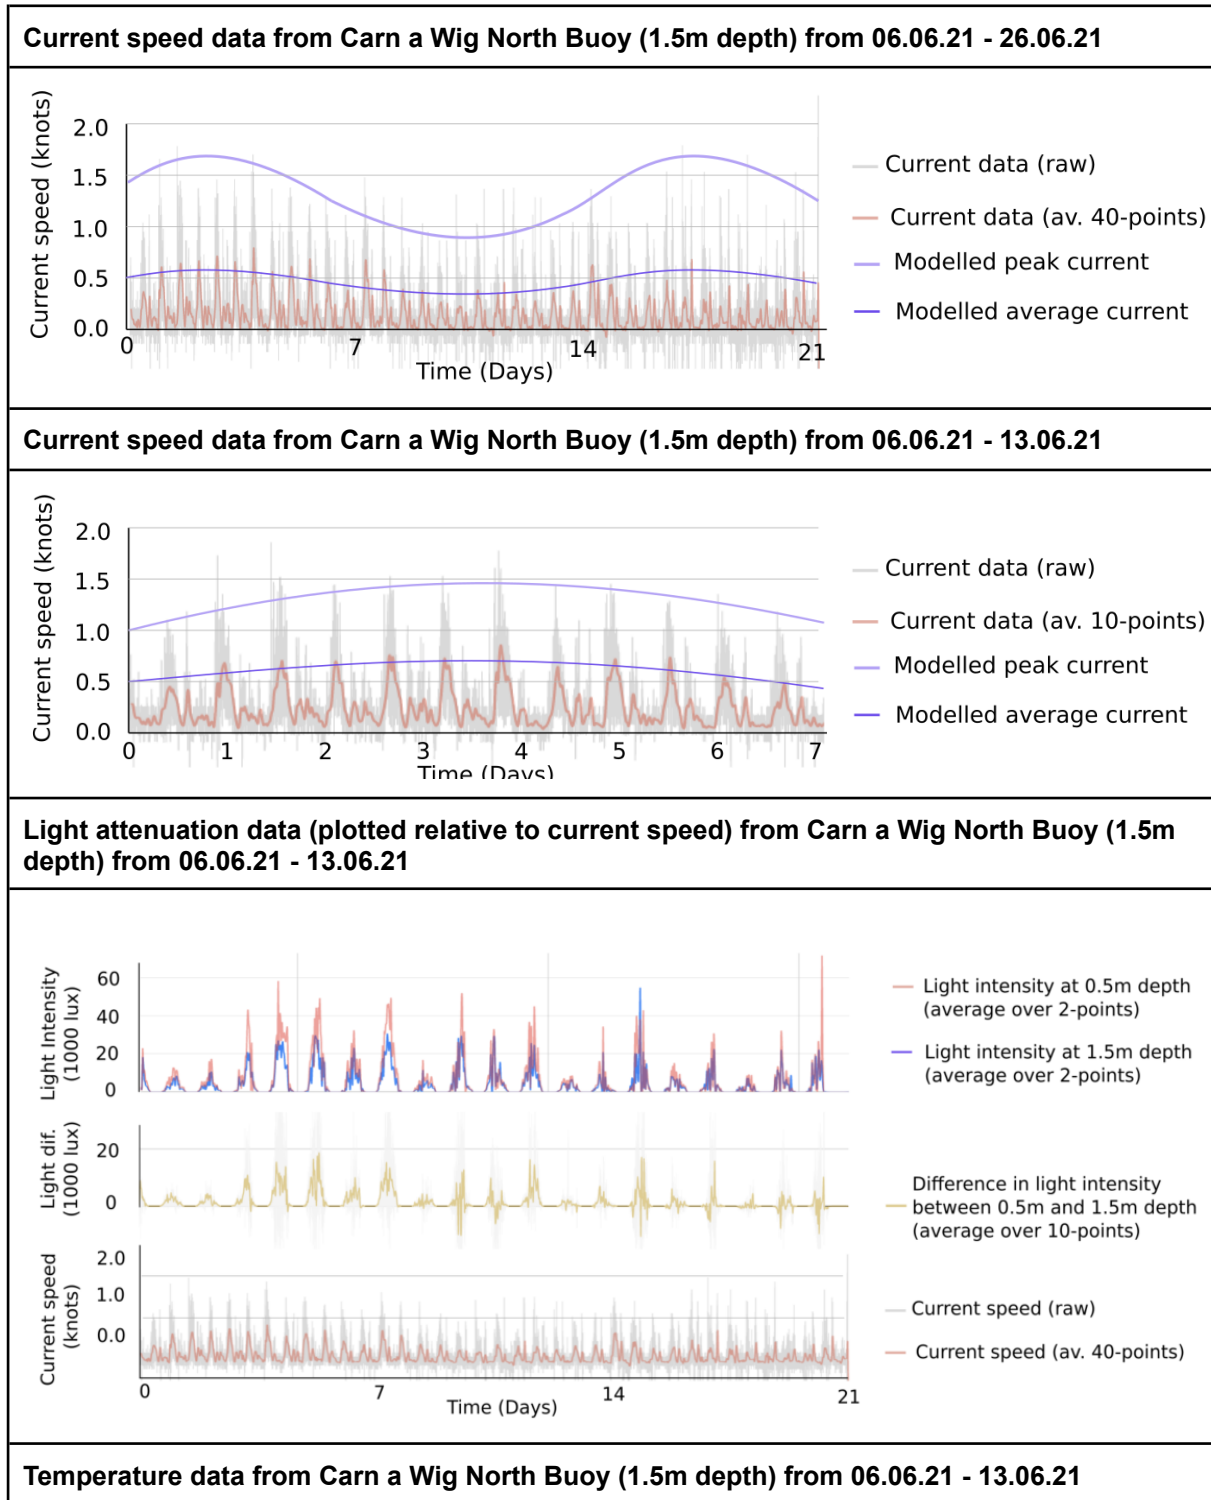 Current speed data from Carn a Wig North Buoy (1.5m depth) from 06.06.21 - 26.06.21
Current speed (knots)
2.0
1.5
1.0
0.5
0.0
0
7
14
21
Time (Days)
Current data (raw)
Current data (av. 40-points)
Modelled peak current
Modelled average current
Current speed data from Carn a Wig North Buoy (1.5m depth) from 06.06.21 - 13.06.21
Current speed (knots)
2.0
1.5
1.0
0.5
0.0
0
1
2
3
4
5
6
7
Time (Days)
Current data (raw)
Current data (av. 10-points)
Modelled peak current
Modelled average current
Light attenuation data (plotted relative to current speed) from Carn a Wig North Buoy (1.5m
depth) from 06.06.21 - 13.06.21
Light Intensity
(1000 lux)
60
40
20
0
Light intensity at 0.5m depth
(average over 2-points)
Light intensity at 1.5m depth
(average over 2-points)
Light dif.
(1000 lux)
20
0
Difference in light intensity
between 0.5m and 1.5m depth
(average over 10-points)
Current speed
(knots)
2.0
1.0
0.0
Current speed (raw)
Current speed (av. 40-points)
0
7
14
21
Time (Days)
Temperature data from Carn a Wig North Buoy (1.5m depth) from 06.06.21 - 13.06.21